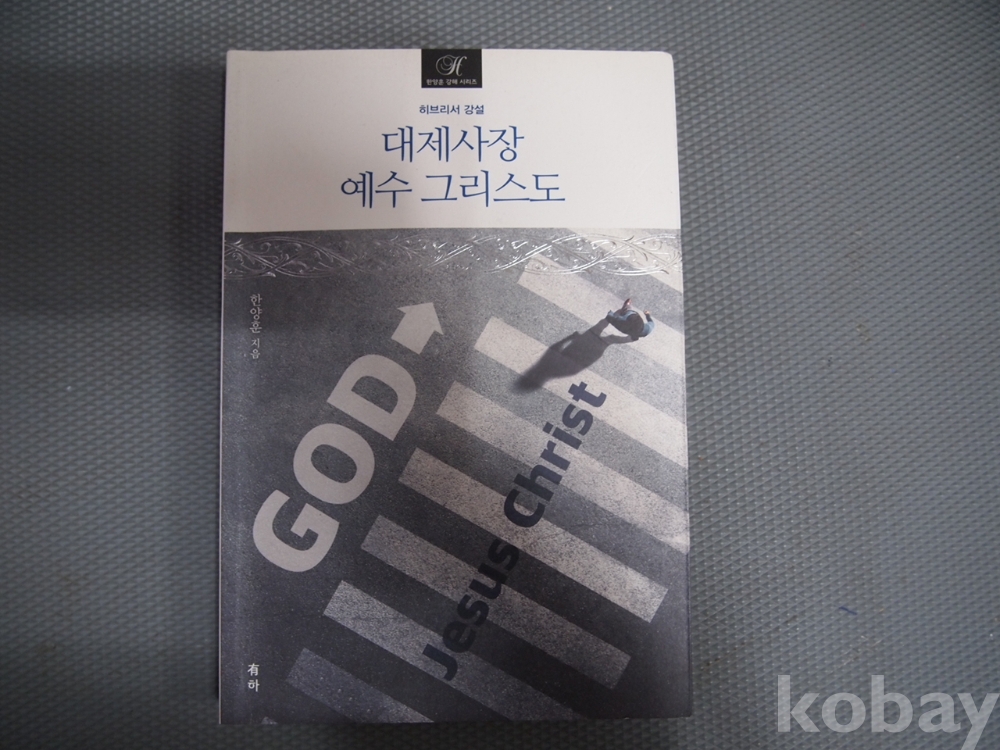 H
한양훈 강해 시리즈
히브리서 강설
대제사장
예수 그리스도
한양훈 지음
GOD
Jesus Christ
有하
kobay